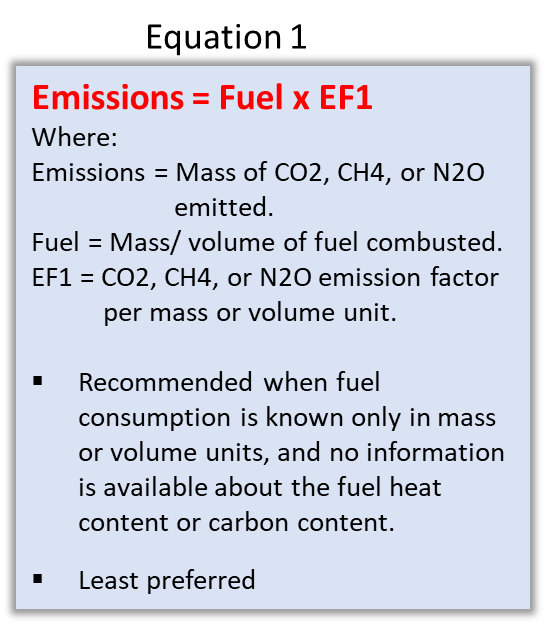 Equation 1
Emissions = Fuel x EF1
Where:
Emissions = Mass of CO2, CH4, or N2O
emitted.
Fuel = Mass/ volume of fuel combusted.
EF1 = CO2, CH4, or N2O emission factor
per mass or volume unit.
▪ Recommended when fuel
consumption is known only in mass
or volume units, and no information
is available about the fuel heat
content or carbon content.
▪ Least preferred